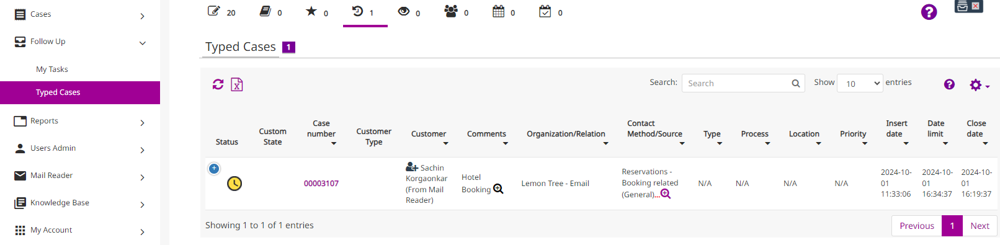 Cases
Follow Up
My Tasks
Typed Cases
Reports
Users Admin
Mail Reader
Knowledge Base
My Account
20 0 0 1 0 0 0 0
Typed Cases 1
Search: Search Show 10 entries
Status
Custom
State
Case
number
Customer
Type
Customer
Comments
Organization/Relation
Contact
Method/Source
Type
Process
Location
Priority
Insert
date
Date
limit
Close
date
00003107
Sachin
Korgaonkar
(From Mail
Reader)
Hotel
Booking
Lemon Tree - Email
Reservations -
Booking related
(General)...
N/A
N/A
N/A
N/A
2024-10-
01
11:33:06
2024-10-
01
16:34:37
2024-10-
01
16:19:37
Showing 1 to 1 of 1 entries
Previous 1 Next